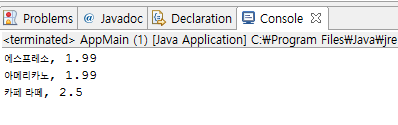 Problems @ Javadoc Declaration Console
<terminated> AppMain (1) [Java Application] C:₩Program Files₩Java₩jre
에스프레소, 1.99
아메리카노, 1.99
카페 라떼, 2.5